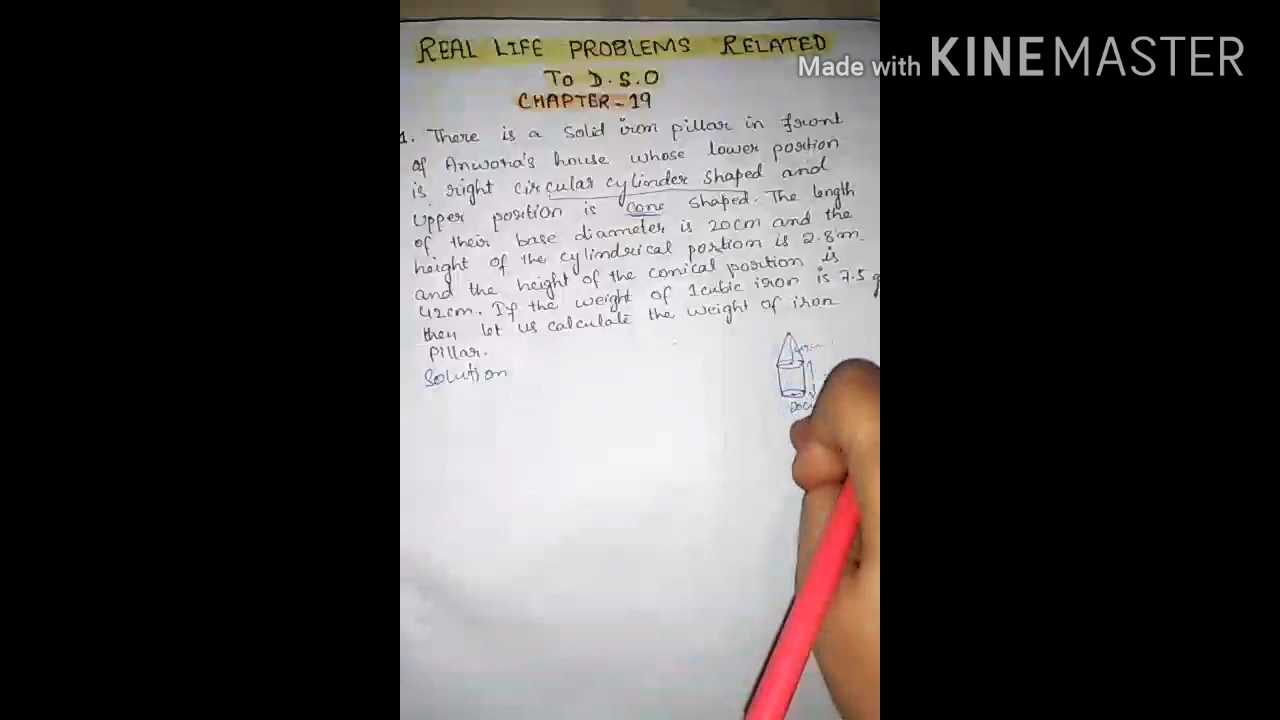 REAL LIFE PROBLEMS RELATED
TO D.S.O
CHAPTER-19
Made with KINEMASTER
1. There is a solid iron pillar in front
of Anwora's house whose lower position
is right circular cylinder shaped and
upper position is cone shaped. The length
of their base diameter is 20cm and the
height of the cylindrical portion is 2.8m.
and the height of the conical portion is
42cm. If the weight of 1cubic iron is 7.5 g
then let us calculate the weight of iron
pillar.
Solution